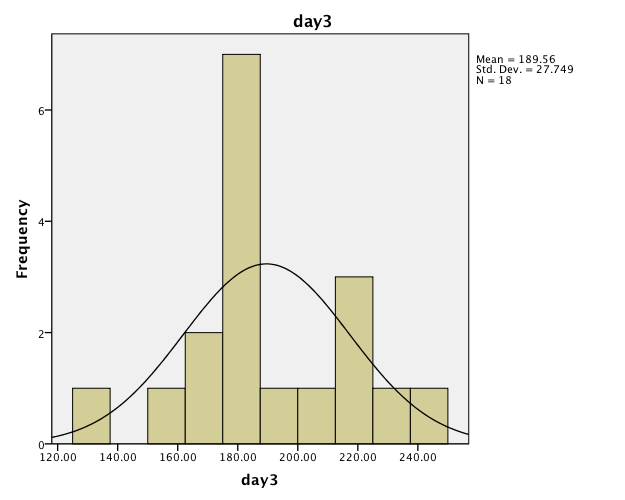 day3
Mean = 189.56
Std. Dev. = 27.749
N = 18
Frequency
6
4
2
0
120.00 140.00 160.00 180.00 200.00 220.00 240.00
day3